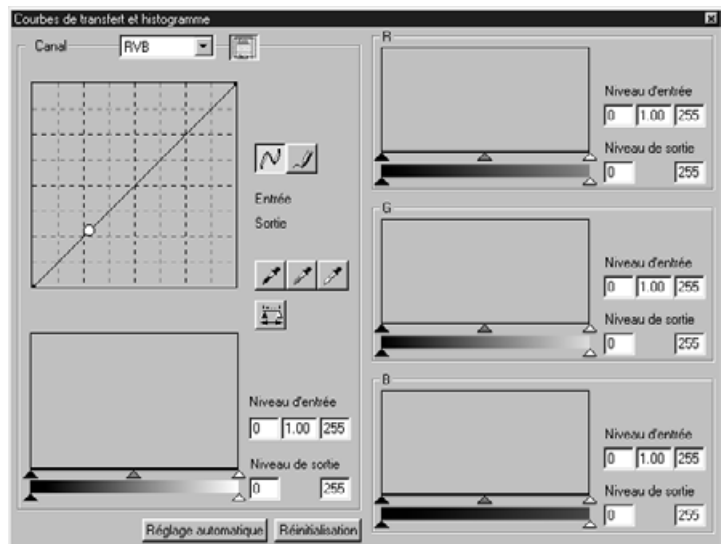 Courbes de transfert et histogramme
Canal RVB
Entrée
Sortie
Niveau d'entrée
0 1.00 255
Niveau de sortie
0 255
Réglage automatique Réinitialisation
R
Niveau d'entrée
0 1.00 255
Niveau de sortie
0 255
G
Niveau d'entrée
0 1.00 255
Niveau de sortie
0 255
B
Niveau d'entrée
0 1.00 255
Niveau de sortie
0 255